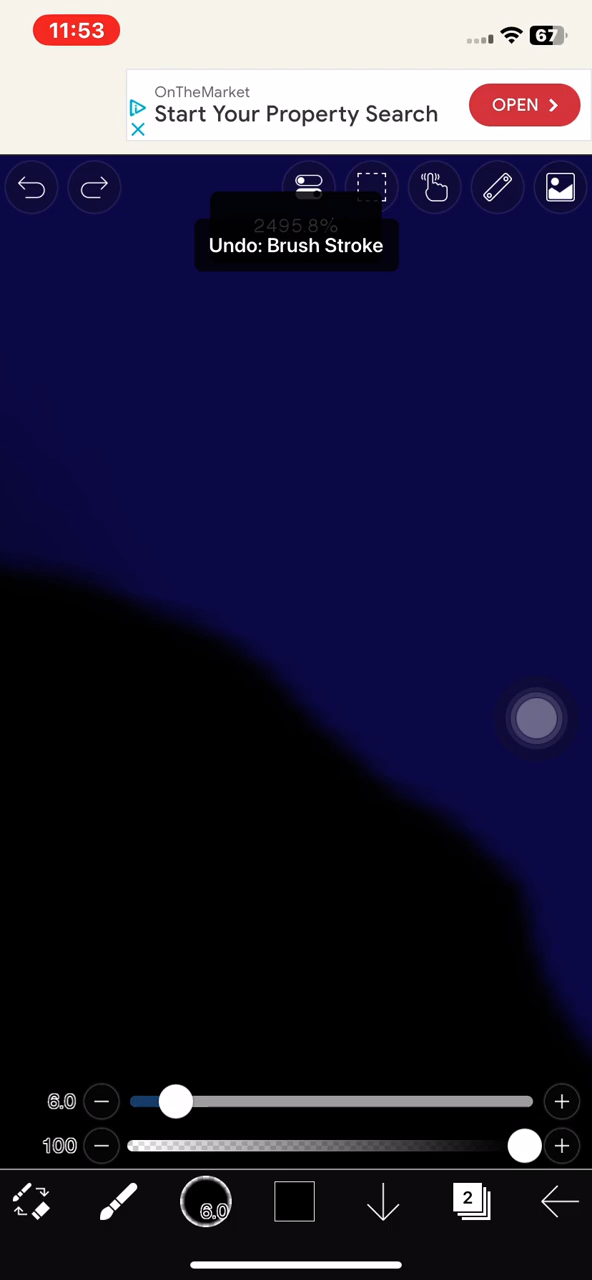 11:53
67
OnTheMarket
Start Your Property Search
OPEN
2495.8%
Undo: Brush Stroke
6.0
100
6.0
2